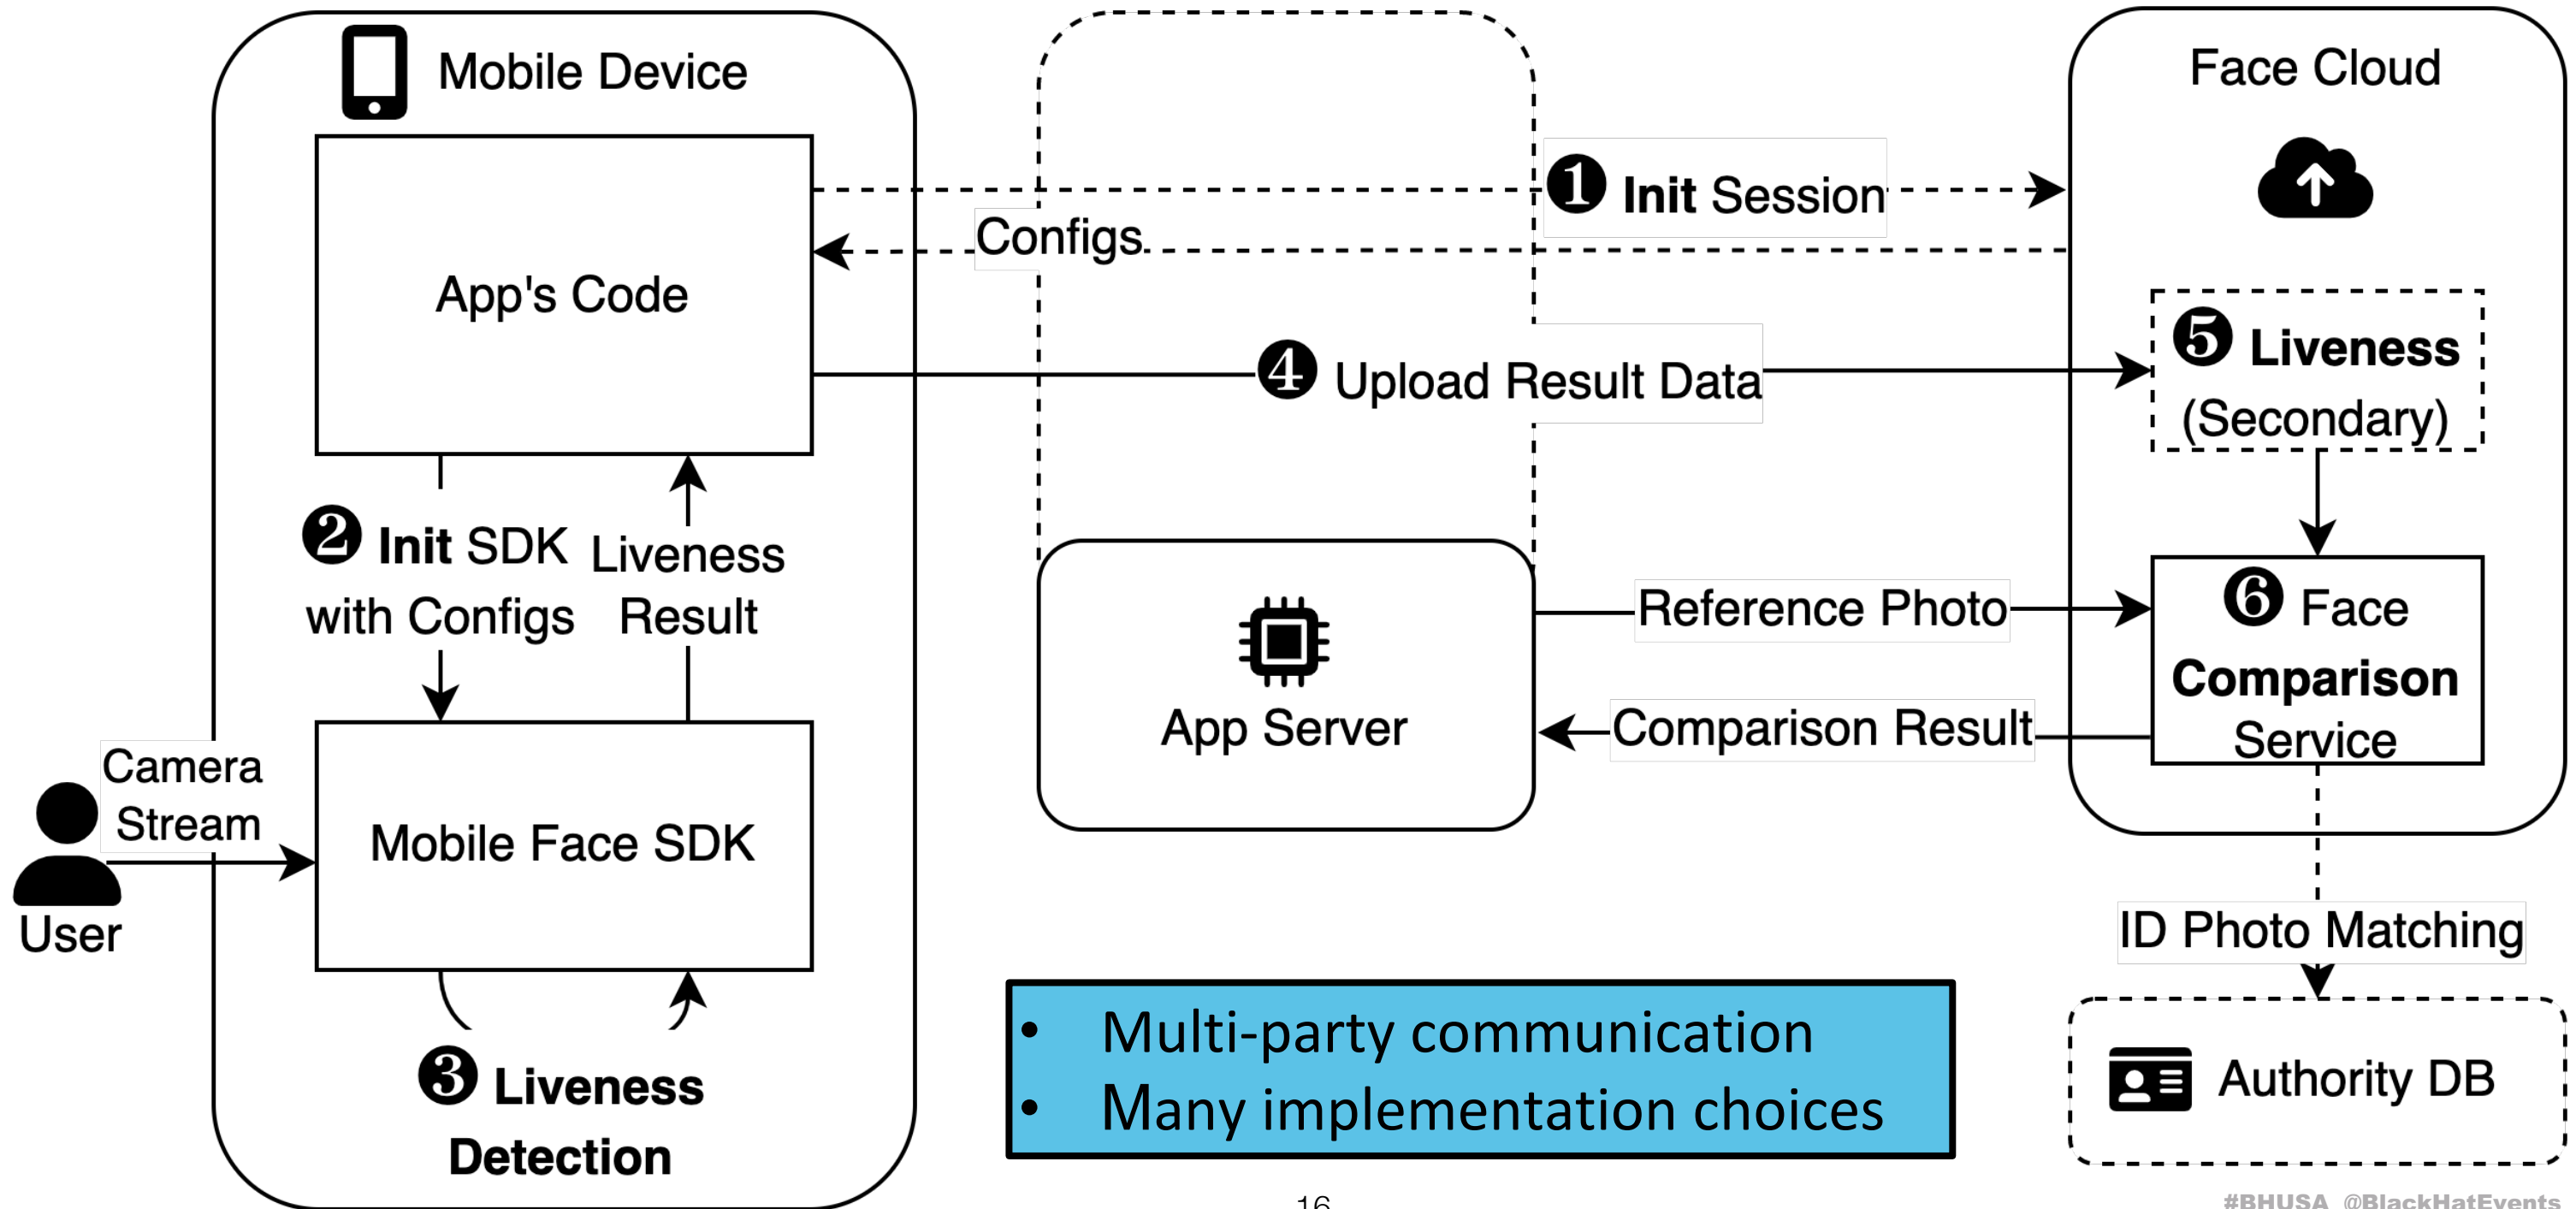 Mobile Device
App's Code
❷ Init SDK
with Configs
Liveness
Result
Camera
Stream
User
Mobile Face SDK
❸ Liveness
Detection
❶ Init Session
Configs
❹ Upload Result Data
App Server
Reference Photo
Comparison Result
Face Cloud
❺ Liveness
(Secondary)
❻ Face
Comparison
Service
ID Photo Matching
Authority DB
• Multi-party communication
• Many implementation choices
16
#BHUSA @BlackHatEvents